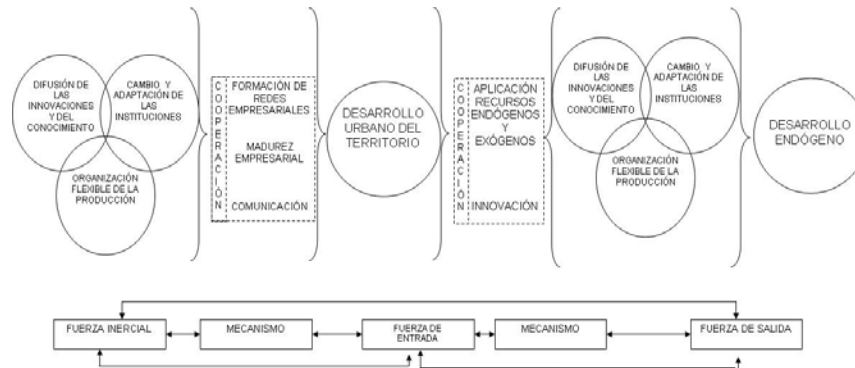 DIFUSIÓN DE
LAS
INNOVACIONES
Y DEL
CONOCIMIENTO
CAMBIO Y
ADAPTACIÓN DE
LAS
INSTITUCIONES
ORGANIZACIÓN
FLEXIBLE DE LA
PRODUCCIÓN
COOPERACIÓN
FORMACIÓN DE
REDES
EMPRESARIALES
MADUREZ
EMPRESARIAL
COMUNICACIÓN
DESARROLLO
URBANO DEL
TERRITORIO
COOPERACIÓN
APLICACIÓN
RECURSOS
ENDÓGENOS
Y
EXÓGENOS
INNOVACIÓN
DIFUSIÓN DE
LAS
INNOVACIONES
Y DEL
CONOCIMIENTO
CAMBIO Y
ADAPTACIÓN DE
LAS
INSTITUCIONES
ORGANIZACIÓN
FLEXIBLE DE LA
PRODUCCIÓN
DESARROLLO
ENDÓGENO
FUERZA INERCIAL
MECANISMO
FUERZA DE
ENTRADA
MECANISMO
FUERZA DE SALIDA